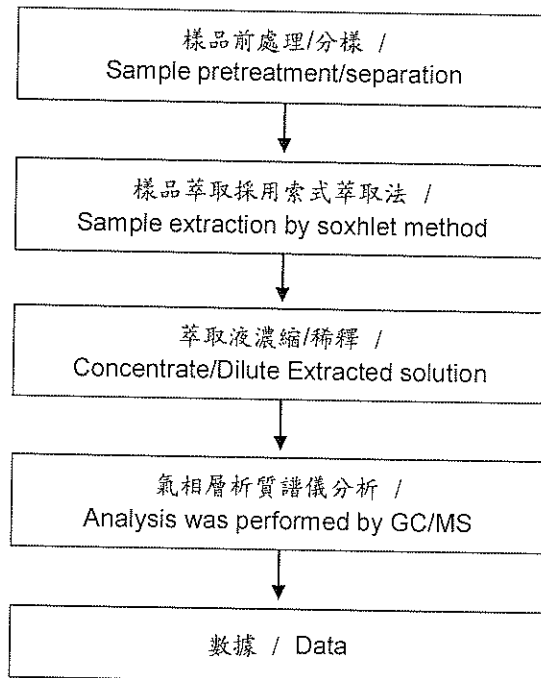 樣品前處理/分樣 /
Sample pretreatment/separation
樣品萃取採用索式萃取法 /
Sample extraction by soxhlet method
萃取液濃縮/稀釋 /
Concentrate/Dilute Extracted solution
氣相層析質譜儀分析 /
Analysis was performed by GC/MS
數據 / Data